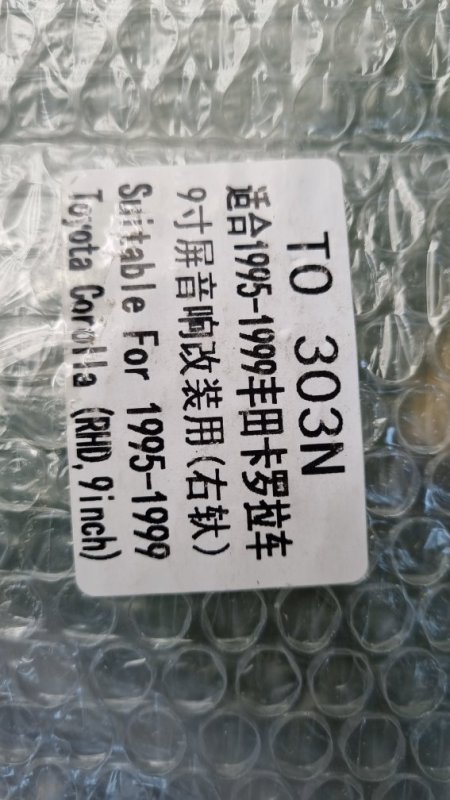 TO 303N
适合1995-1999丰田卡罗拉车
9寸屏音响改装用(右轪)
Suitable For 1995-1999
Toyota Corolla (RHD,9inch)